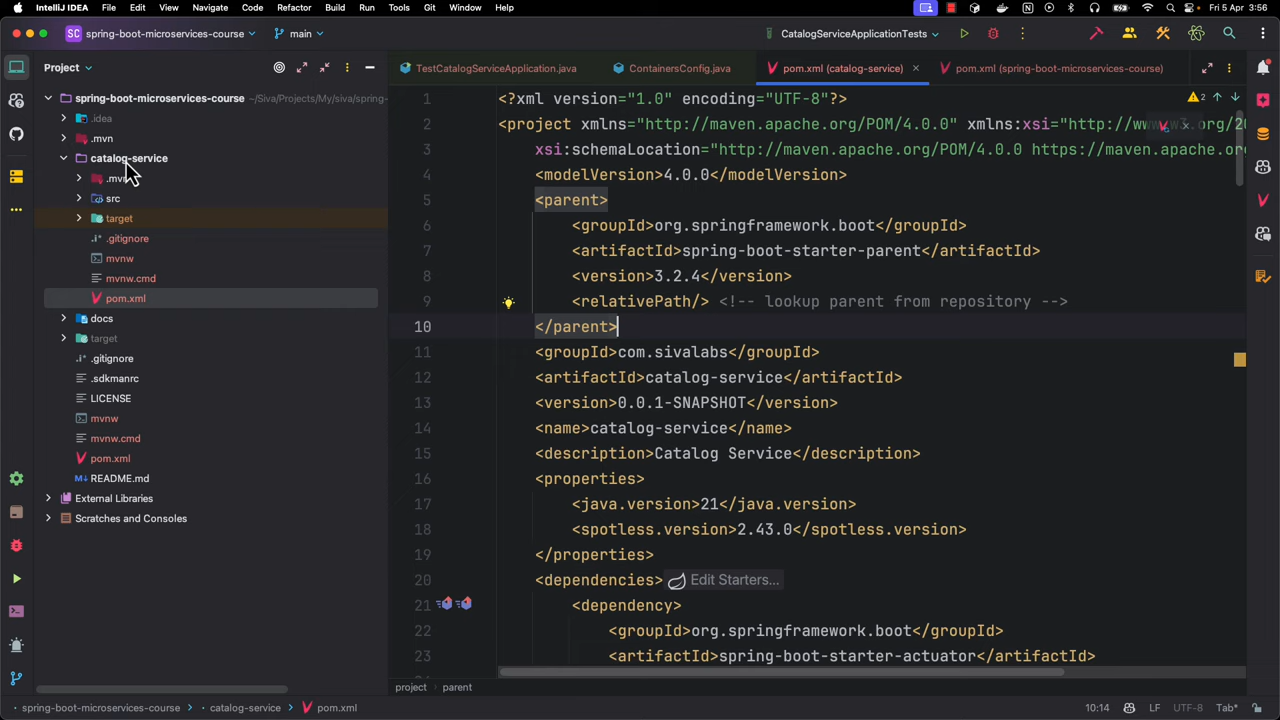 IntelliJ IDEA File Edit View Navigate Code Refactor Build Run Tools Git Window Help Fri 5 Apr 3:56
SC spring-boot-microservices-course main CatalogServiceApplicationTests
Project
TestCatalogServiceApplication.java ContainersConfig.java pom.xml (catalog-service) pom.xml (spring-boot-microservices-course)
spring-boot-microservices-course ~/Siva/Projects/My/siva/spring-
.idea
.mvn
catalog-service
.mvn
src
target
.gitignore
mvnw
mvnw.cmd
pom.xml
docs
target
.gitignore
.sdkmanrc
LICENSE
mvnw
mvnw.cmd
pom.xml
README.md
External Libraries
Scratches and Consoles
1 <?xml version="1.0" encoding="UTF-8"?>
2 <project xmlns="http://maven.apache.org/POM/4.0.0" xmlns:xsi="http://www.w3.org/20
3 xsi:schemaLocation="http://maven.apache.org/POM/4.0.0 https://maven.apache.o
4 <modelVersion>4.0.0</modelVersion>
5 <parent>
6 <groupId>org.springframework.boot</groupId>
7 <artifactId>spring-boot-starter-parent</artifactId>
8 <version>3.2.4</version>
9 <relativePath/> <!-- lookup parent from repository -->
10 </parent>
11 <groupId>com.sivalabs</groupId>
12 <artifactId>catalog-service</artifactId>
13 <version>0.0.1-SNAPSHOT</version>
14 <name>catalog-service</name>
15 <description>Catalog Service</description>
16 <properties>
17 <java.version>21</java.version>
18 <spotless.version>2.43.0</spotless.version>
19 </properties>
20 <dependencies> Edit Starters...
21 <dependency>
22 <groupId>org.springframework.boot</groupId>
23 <artifactId>spring-boot-starter-actuator</artifactId>
2
project parent
spring-boot-microservices-course catalog-service pom.xml 10:14 LF UTF-8 Tab*